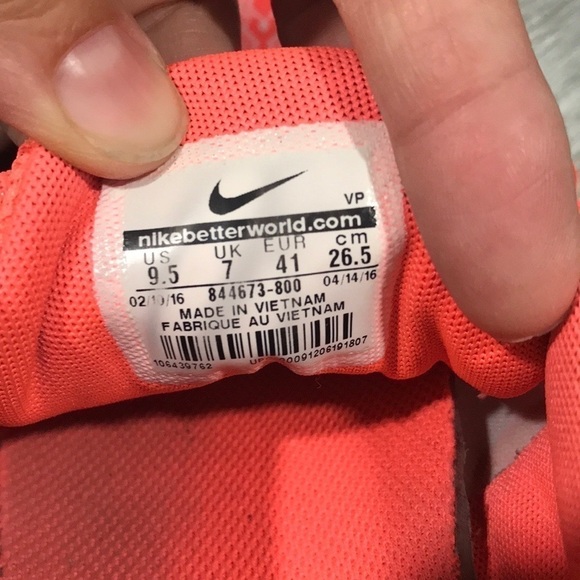 VP
nikebetterworld.com
US UK EUR cm
9.5 7 41 26.5
02/10/16 844673-800 04/14/16
MADE IN VIETNAM
FABRIQUE AU VIETNAM
106439762